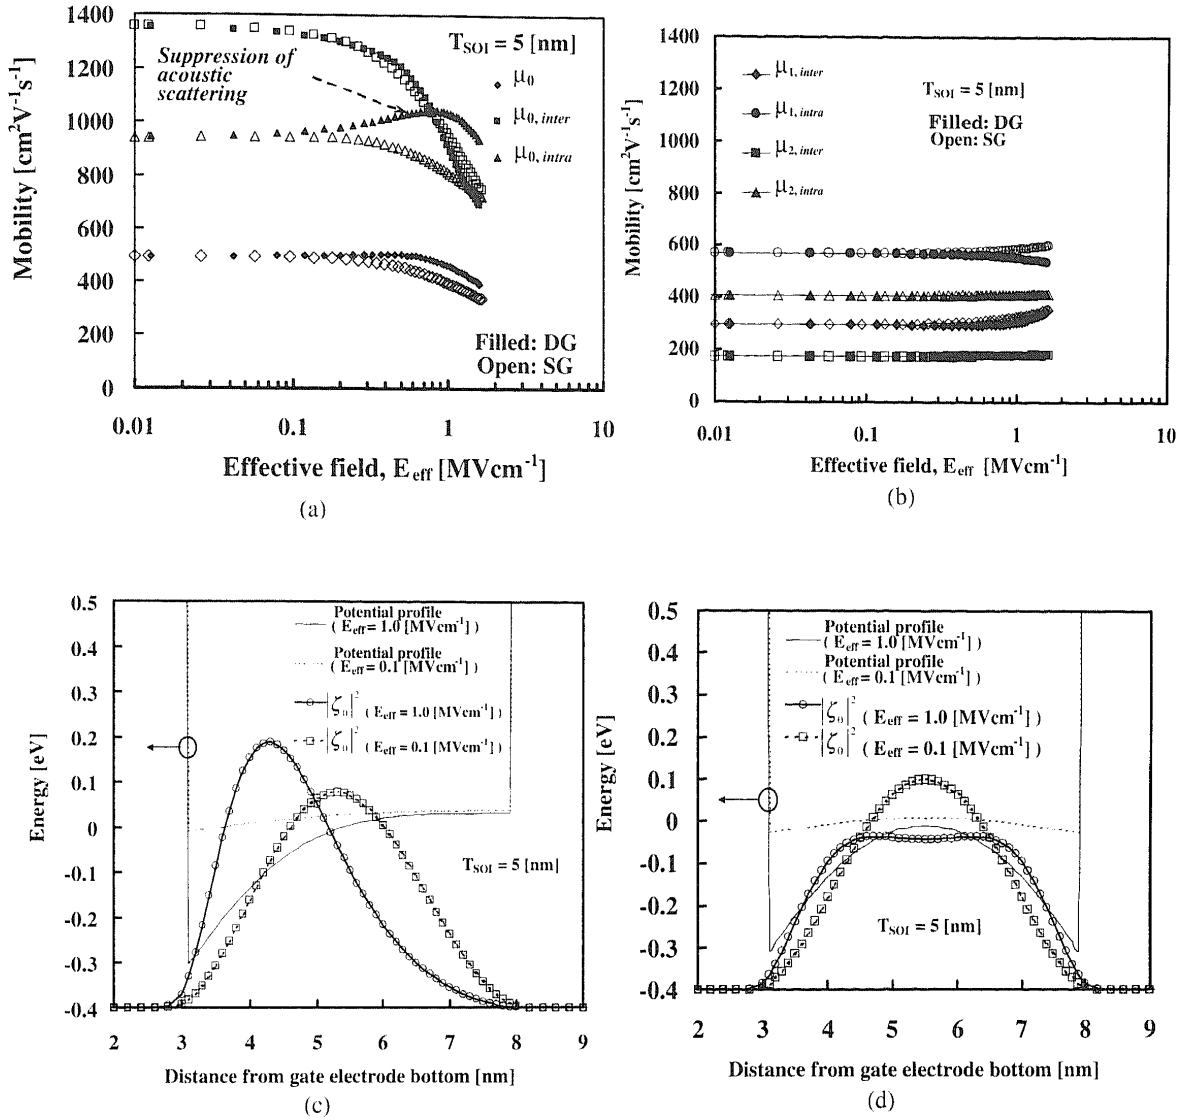 1400
1200
1000
800
600
400
200
0
Mobility [cm²V⁻¹s⁻¹]
T_SOI = 5 [nm]
Suppression of
acoustic
scattering
μ₀
μ₀, inter
μ₀, intra
Filled: DG
Open: SG
0.01 0.1 1 10
Effective field, E_eff [MVcm⁻¹]
(a)
1400
1200
1000
800
600
400
200
0
Mobility [cm²V⁻¹s⁻¹]
μ₁, inter
μ₁, intra
μ₂, inter
μ₂, intra
T_SOI = 5 [nm]
Filled: DG
Open: SG
0.01 0.1 1 10
Effective field, E_eff [MVcm⁻¹]
(b)
0.5
0.4
0.3
0.2
0.1
0
-0.1
-0.2
-0.3
-0.4
Energy [eV]
Potential profile
( E_eff = 1.0 [MVcm⁻¹] )
Potential profile
( E_eff = 0.1 [MVcm⁻¹] )
|ζ₀|² ( E_eff = 1.0 [MVcm⁻¹] )
|ζ₀|² ( E_eff = 0.1 [MVcm⁻¹] )
T_SOI = 5 [nm]
2 3 4 5 6 7 8 9
Distance from gate electrode bottom [nm]
(c)
0.5
0.4
0.3
0.2
0.1
0
-0.1
-0.2
-0.3
-0.4
Energy [eV]
Potential profile
( E_eff = 1.0 [MVcm⁻¹] )
Potential profile
( E_eff = 0.1 [MVcm⁻¹] )
|ζ₀|² ( E_eff = 1.0 [MVcm⁻¹] )
|ζ₀|² ( E_eff = 0.1 [MVcm⁻¹] )
T_SOI = 5 [nm]
2 3 4 5 6 7 8 9
Distance from gate electrode bottom [nm]
(d)